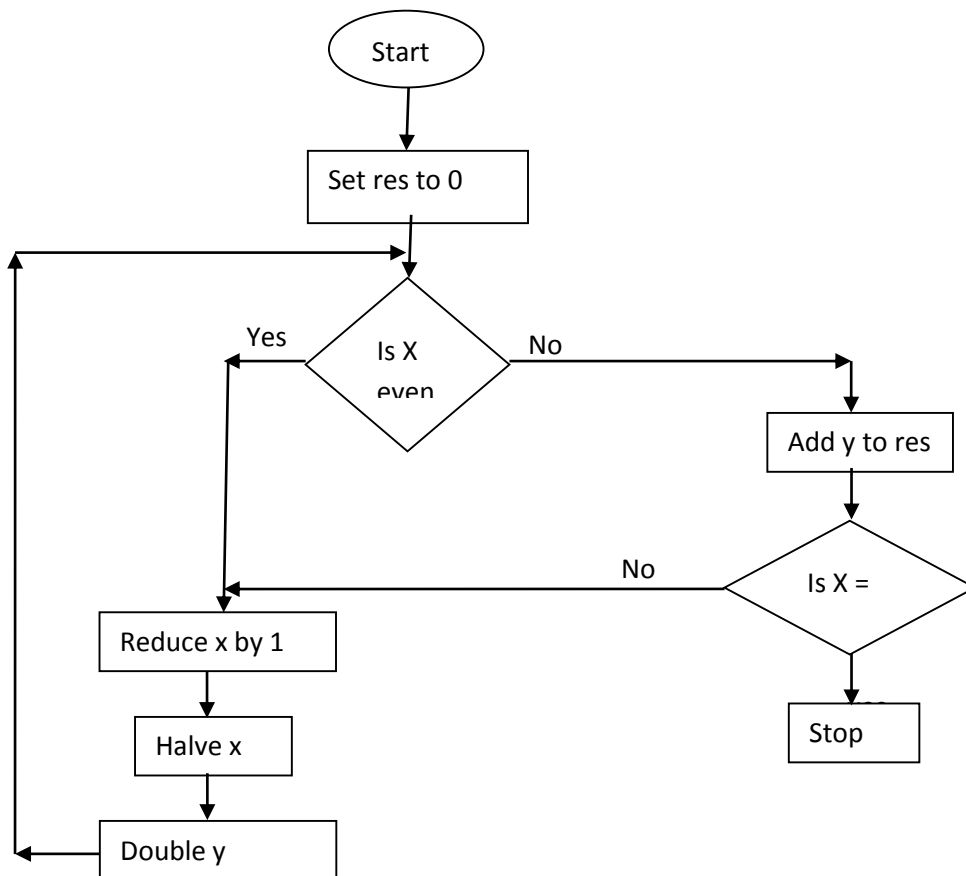 Start
Set res to 0
Yes
Is X
even
No
Add y to res
No
Is X =
Reduce x by 1
Halve x
Stop
Double y